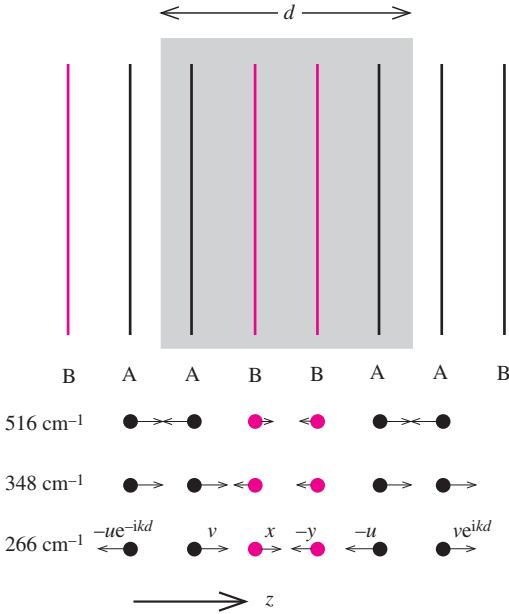 d
B A A B B A A B
516 cm⁻¹
348 cm⁻¹
266 cm⁻¹ –ue⁻ⁱᵏᵈ v x –y –u veⁱᵏᵈ
z